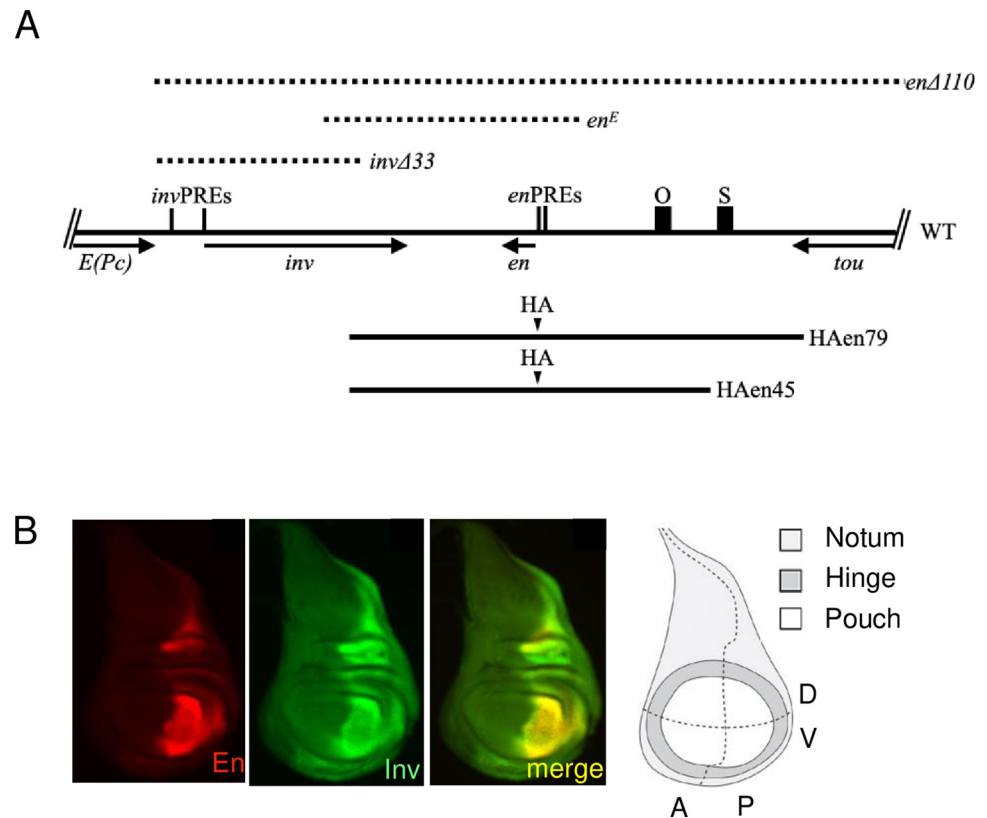 A
enΔ110
enᴱ
invΔ33
invPREs enPREs O S
WT
E(Pc) inv en tou
HA
HAen79
HA
HAen45
B
En
Inv
merge
Notum
Hinge
Pouch
D
V
A P